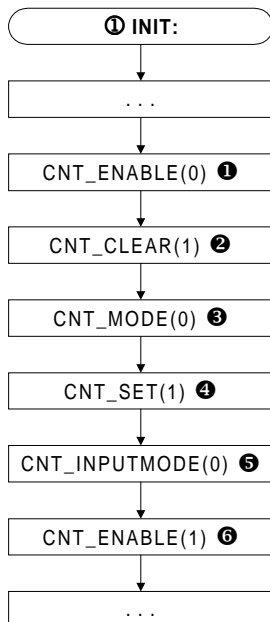 ① INIT:
. . .
CNT_ENABLE(0) ❶
CNT_CLEAR(1) ❷
CNT_MODE(0) ❸
CNT_SET(1) ❹
CNT_INPUTMODE(0) ❺
CNT_ENABLE(1) ❻
. . .